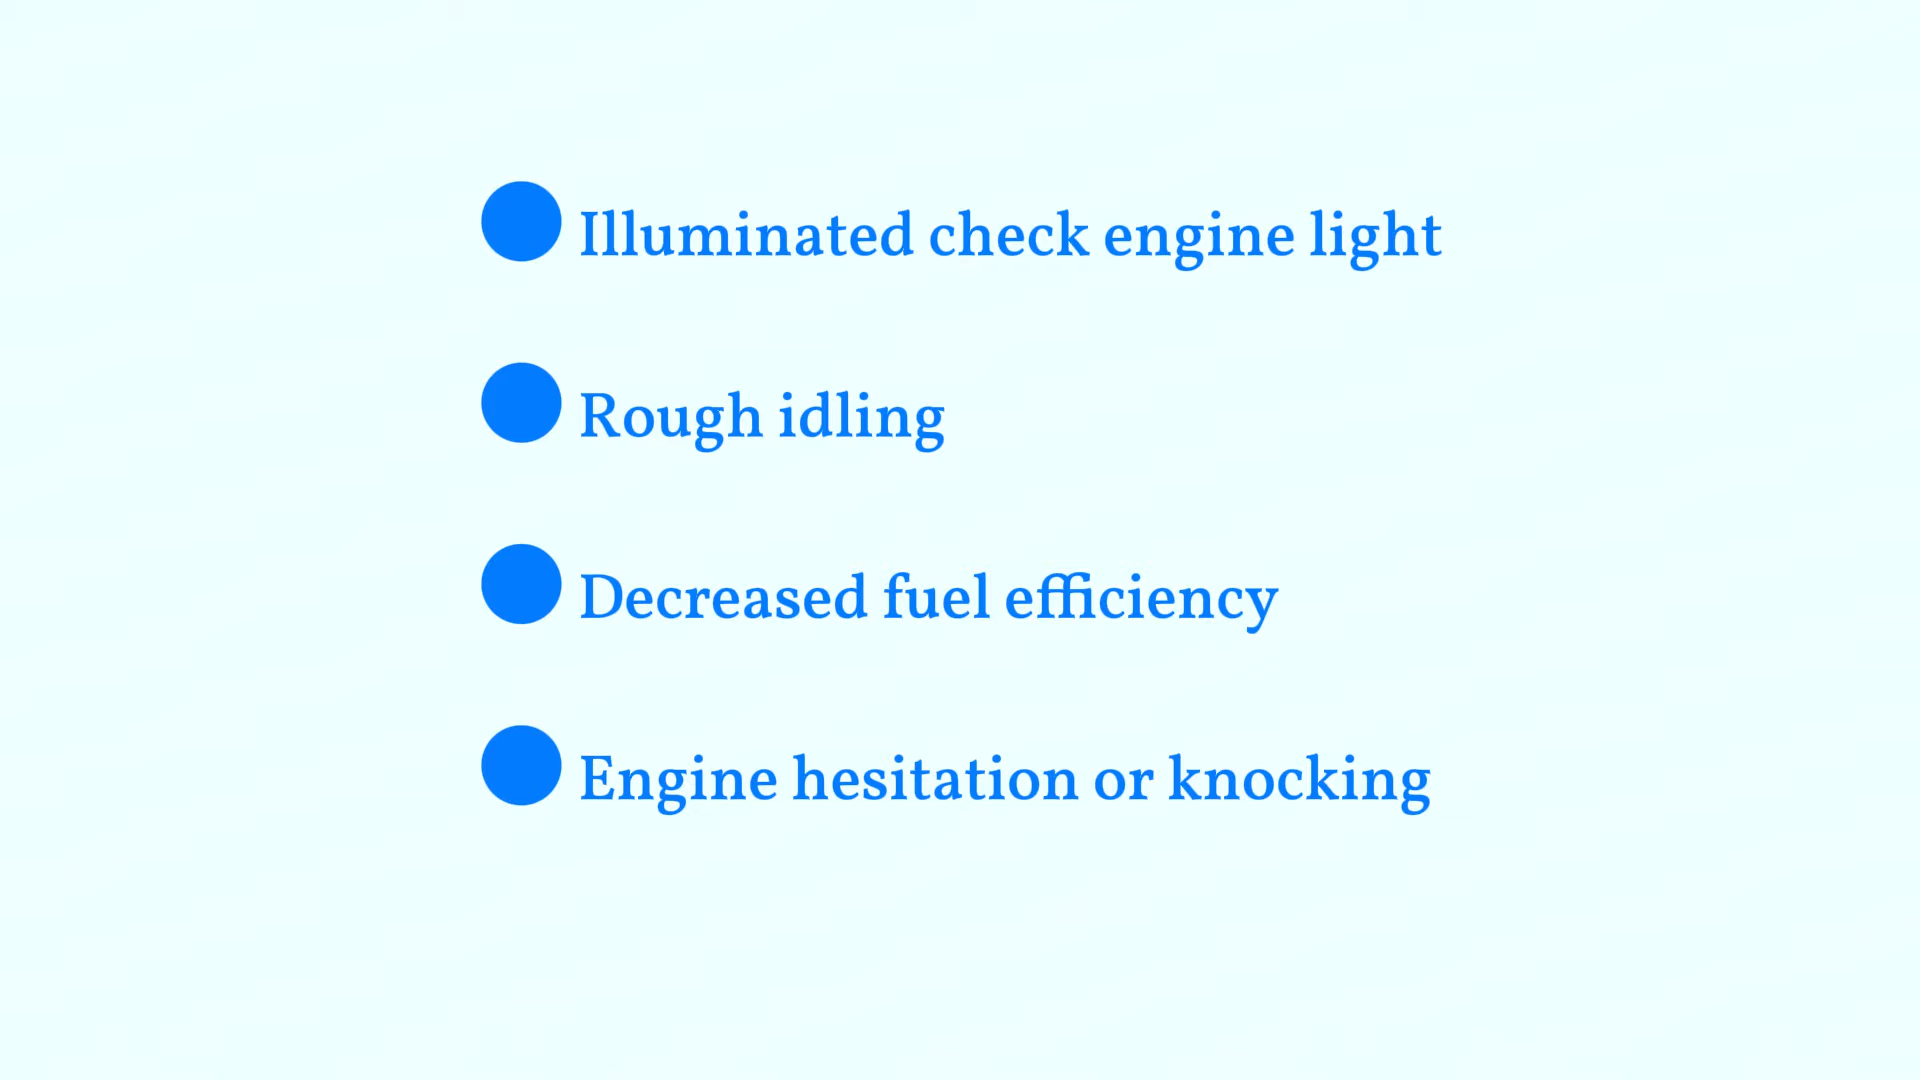 Illuminated check engine light
Rough idling
Decreased fuel efficiency
Engine hesitation or knocking